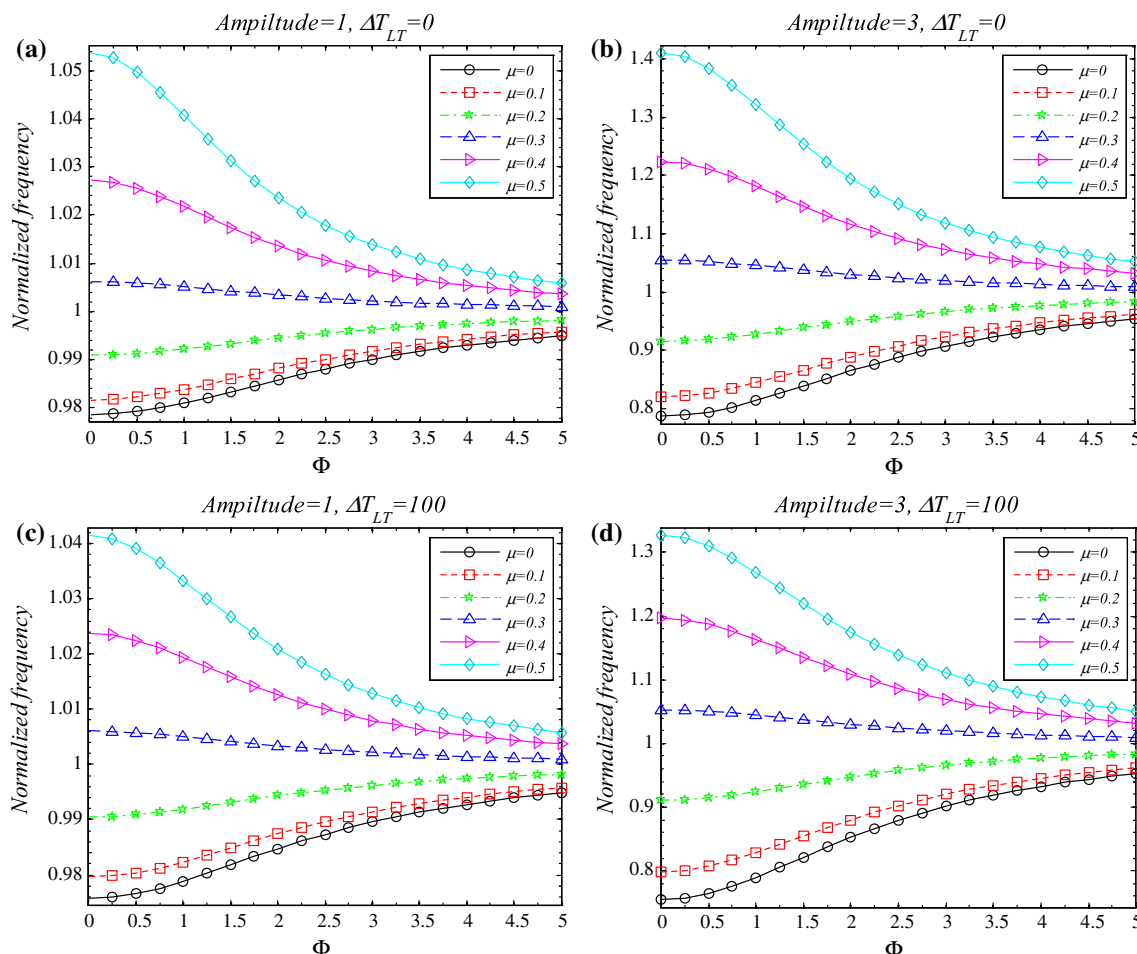 Ampiltude=1, ΔT_LT=0
(a)
1.05
1.04
1.03
1.02
1.01
1
0.99
0.98
Normalized frequency
μ=0
μ=0.1
μ=0.2
μ=0.3
μ=0.4
μ=0.5
0 0.5 1 1.5 2 2.5 3 3.5 4 4.5 5
Φ
Ampiltude=3, ΔT_LT=0
(b)
1.4
1.3
1.2
1.1
1
0.9
0.8
Normalized frequency
μ=0
μ=0.1
μ=0.2
μ=0.3
μ=0.4
μ=0.5
0 0.5 1 1.5 2 2.5 3 3.5 4 4.5 5
Φ
Ampiltude=1, ΔT_LT=100
(c)
1.04
1.03
1.02
1.01
1
0.99
0.98
Normalized frequency
μ=0
μ=0.1
μ=0.2
μ=0.3
μ=0.4
μ=0.5
0 0.5 1 1.5 2 2.5 3 3.5 4 4.5 5
Φ
Ampiltude=3, ΔT_LT=100
(d)
1.3
1.2
1.1
1
0.9
0.8
Normalized frequency
μ=0
μ=0.1
μ=0.2
μ=0.3
μ=0.4
μ=0.5
0 0.5 1 1.5 2 2.5 3 3.5 4 4.5 5
Φ